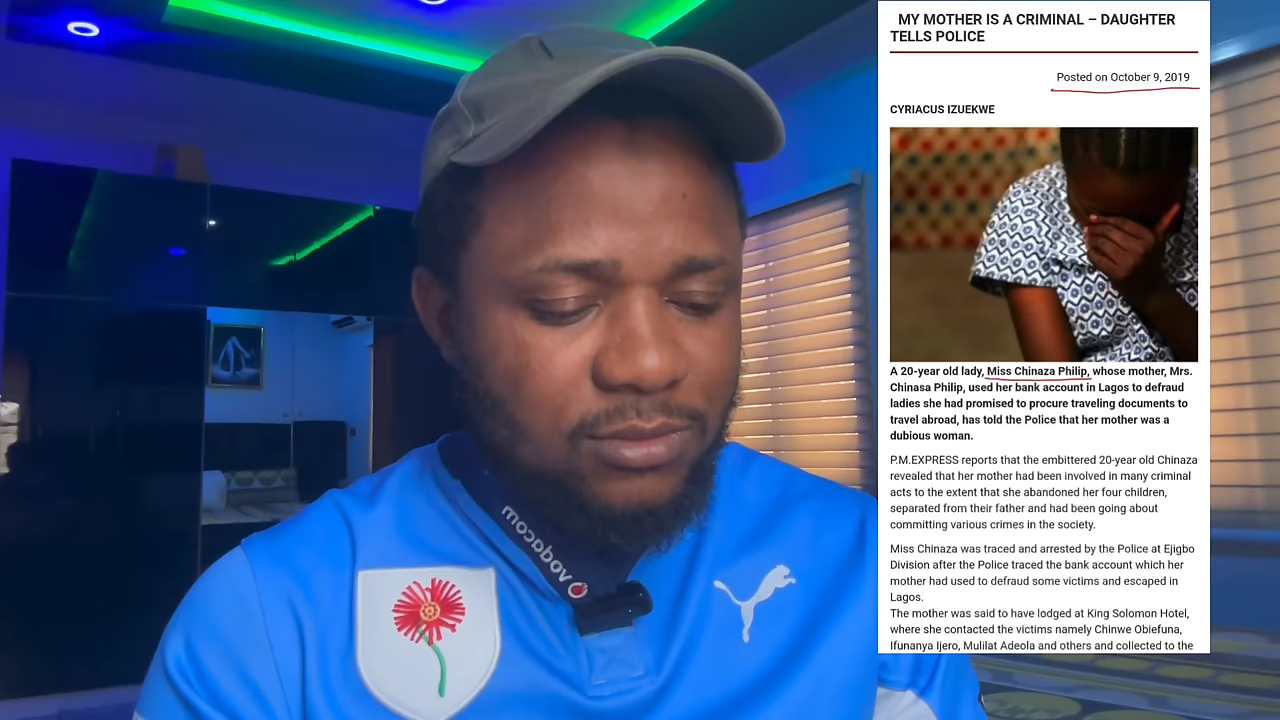 MY MOTHER IS A CRIMINAL – DAUGHTER
TELLS POLICE
Posted on October 9, 2019
CYRIACUS IZUEKWE
A 20-year old lady, Miss Chinaza Philip, whose mother, Mrs.
Chinasa Philip, used her bank account in Lagos to defraud
ladies she had promised to procure traveling documents to
travel abroad, has told the Police that her mother was a
dubious woman.
P.M.EXPRESS reports that the embittered 20-year old Chinaza
revealed that her mother had been involved in many criminal
acts to the extent that she abandoned her four children,
separated from their father and had been going about
committing various crimes in the society.
Miss Chinaza was traced and arrested by the Police at Ejigbo
Division after the Police traced the bank account which her
mother had used to defraud some victims and escaped in
Lagos.
The mother was said to have lodged at King Solomon Hotel,
where she contacted the victims namely Chinwe Obiefuna,
Ifunanya Ijero, Mulilat Adeola and others and collected to the
vodacom